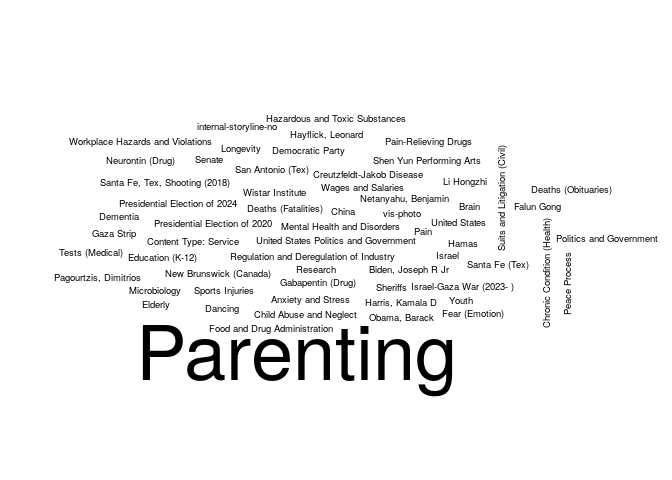 Hazardous and Toxic Substances
internal-storyline-no
Hayflick, Leonard
Workplace Hazards and Violations
Pain-Relieving Drugs
Longevity
Democratic Party
Neurontin (Drug)
Senate
Shen Yun Performing Arts
Suits and Litigation (Civil)
San Antonio (Tex)
Creutzfeldt-Jakob Disease
Santa Fe, Tex, Shooting (2018)
Li Hongzhi
Wistar Institute
Wages and Salaries
Deaths (Obituaries)
Netanyahu, Benjamin
Presidential Election of 2024
Deaths (Fatalities)
China
vis-photo
Brain
Falun Gong
Dementia
Presidential Election of 2020
Mental Health and Disorders
Pain
United States
Gaza Strip
Content Type: Service
United States Politics and Government
Hamas
Politics and Government
Tests (Medical)
Education (K-12)
Regulation and Deregulation of Industry
Israel
Santa Fe (Tex)
Chronic Condition (Health)
Peace Process
Pagourtzis, Dimitrios
New Brunswick (Canada)
Research
Biden, Joseph R Jr
Gabapentin (Drug)
Microbiology
Sports Injuries
Sheriffs
Israel-Gaza War (2023- )
Elderly
Dancing
Anxiety and Stress
Harris, Kamala D
Youth
Child Abuse and Neglect
Obama, Barack
Fear (Emotion)
Food and Drug Administration
Parenting